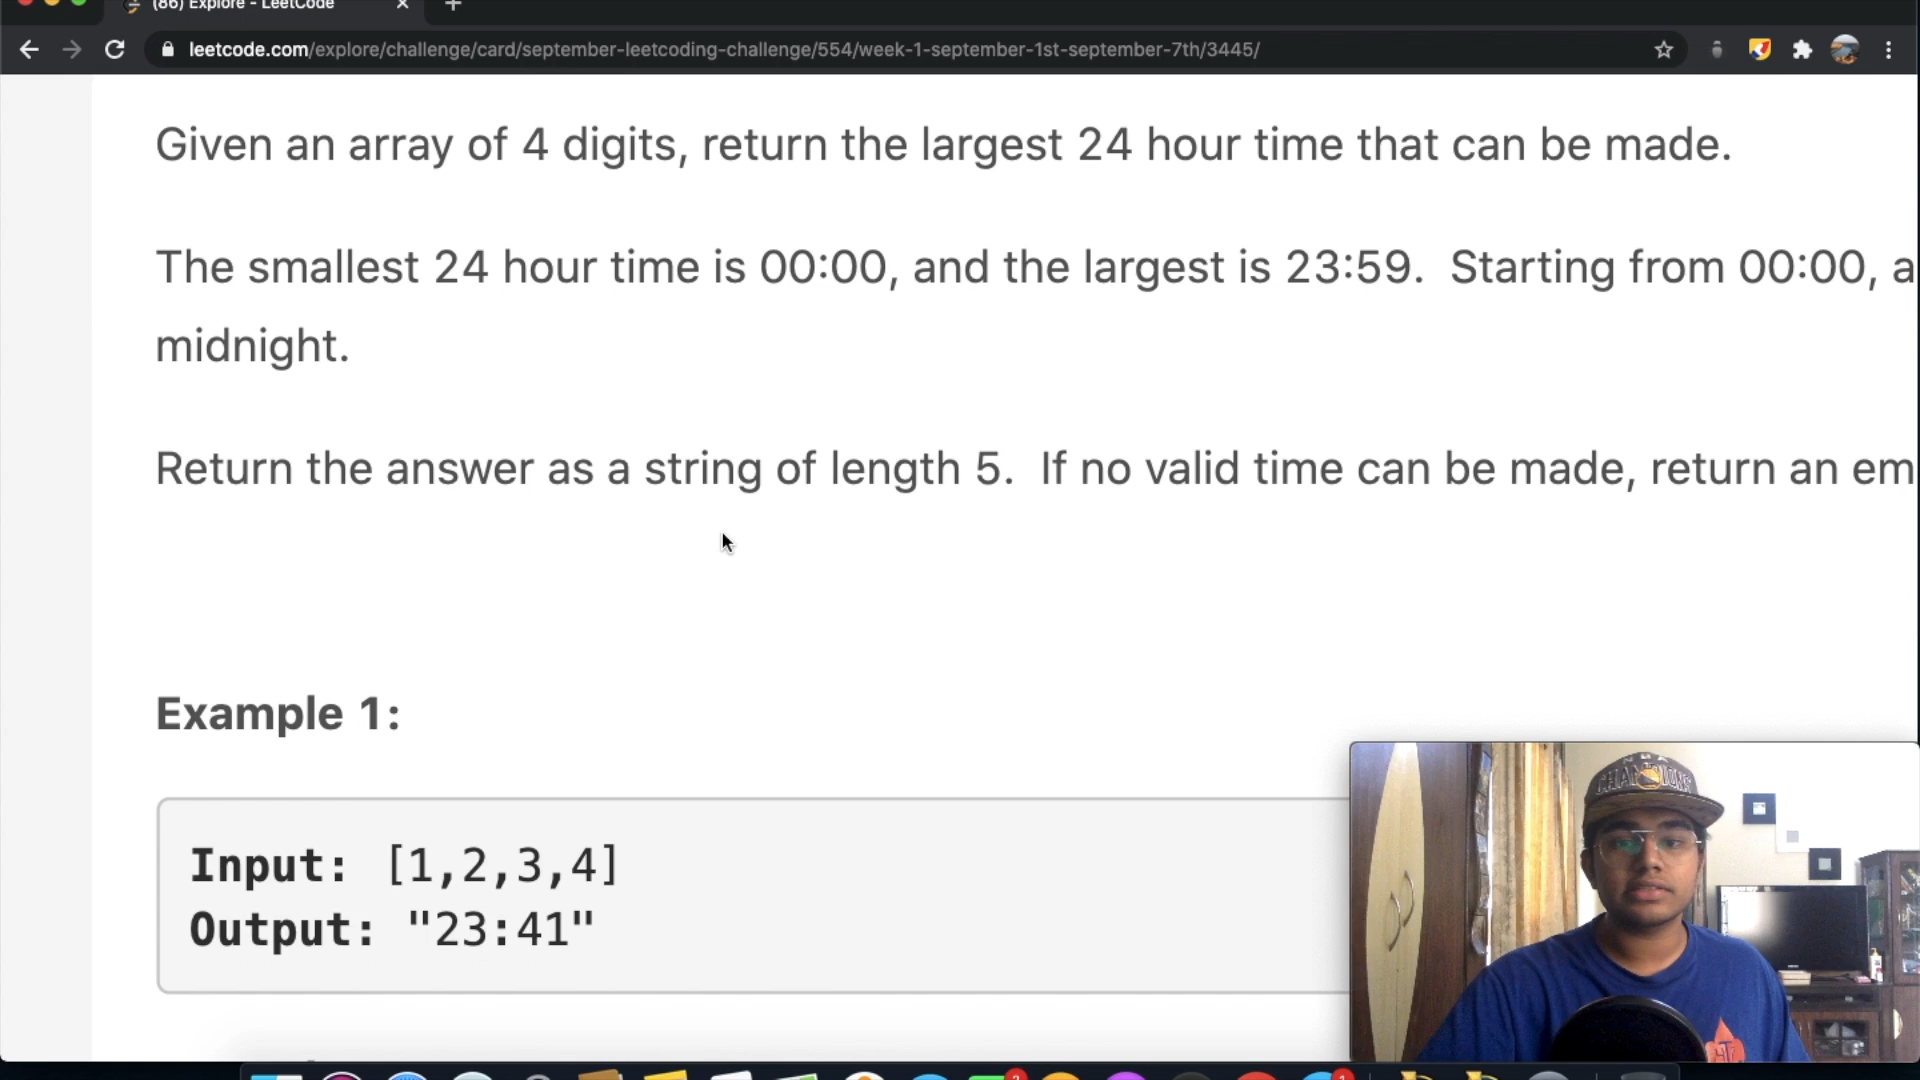 (86) Explore - LeetCode
leetcode.com/explore/challenge/card/september-leetcoding-challenge/554/week-1-september-1st-september-7th/3445/
Given an array of 4 digits, return the largest 24 hour time that can be made.
The smallest 24 hour time is 00:00, and the largest is 23:59. Starting from 00:00, a
midnight.
Return the answer as a string of length 5. If no valid time can be made, return an em
Example 1:
Input: [1,2,3,4]
Output: "23:41"
CHAMPIONS